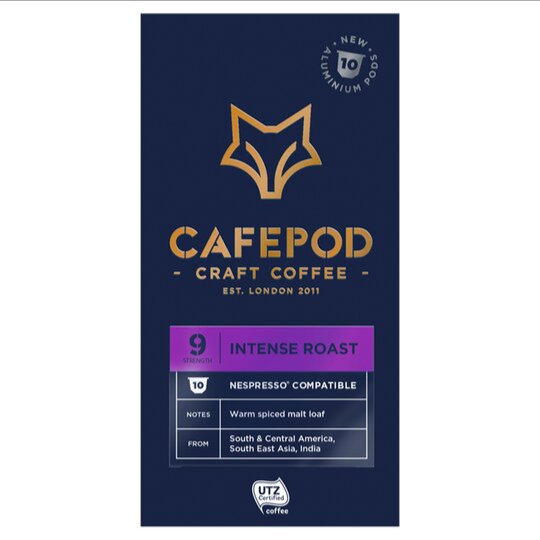 • NEW •
10
ALUMINIUM PODS
CAFEPOD
- CRAFT COFFEE -
EST. LONDON 2011
9
STRENGTH
INTENSE ROAST
10
NESPRESSO® COMPATIBLE
NOTES
Warm spiced malt loaf
FROM
South & Central America,
South East Asia, India
UTZ
Certified
coffee